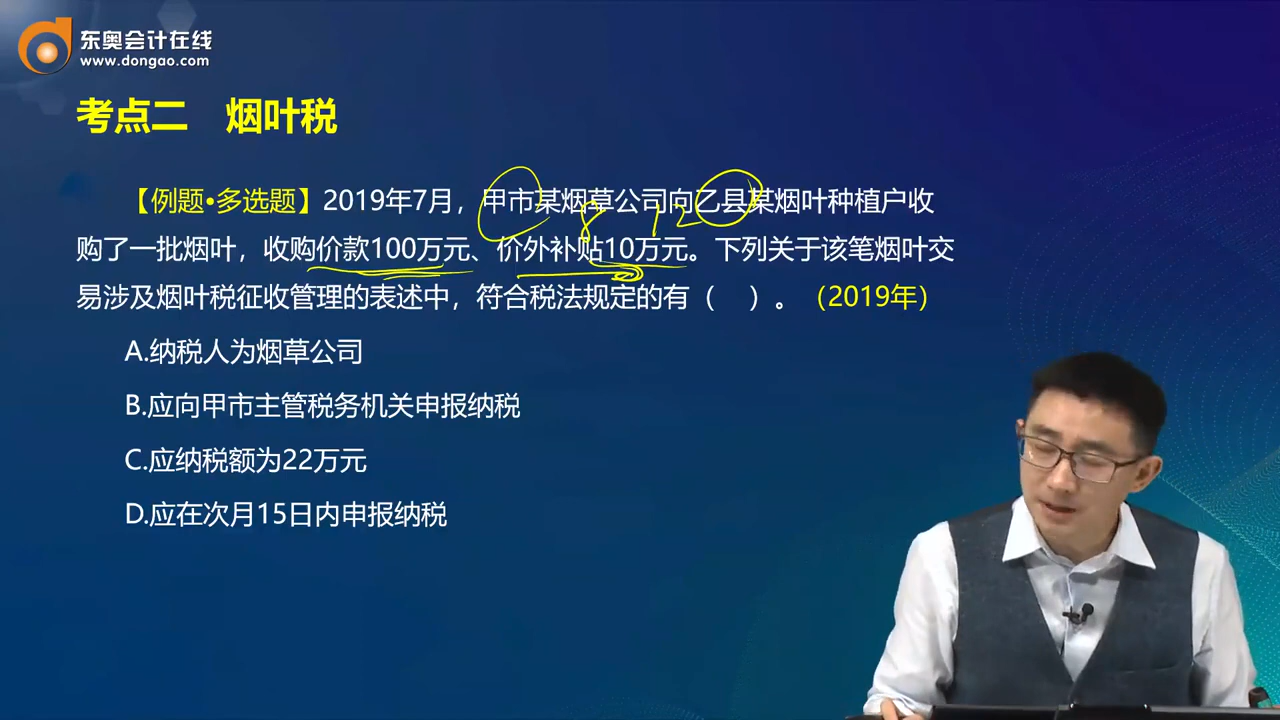 东奥会计在线
www.dongao.com
考点二 烟叶税
【例题•多选题】2019年7月，甲市某烟草公司向乙县某烟叶种植户收
购了一批烟叶，收购价款100万元、价外补贴10万元。下列关于该笔烟叶交
易涉及烟叶税征收管理的表述中，符合税法规定的有（ ）。（2019年）
A.纳税人为烟草公司
B.应向甲市主管税务机关申报纳税
C.应纳税额为22万元
D.应在次月15日内申报纳税
8 12